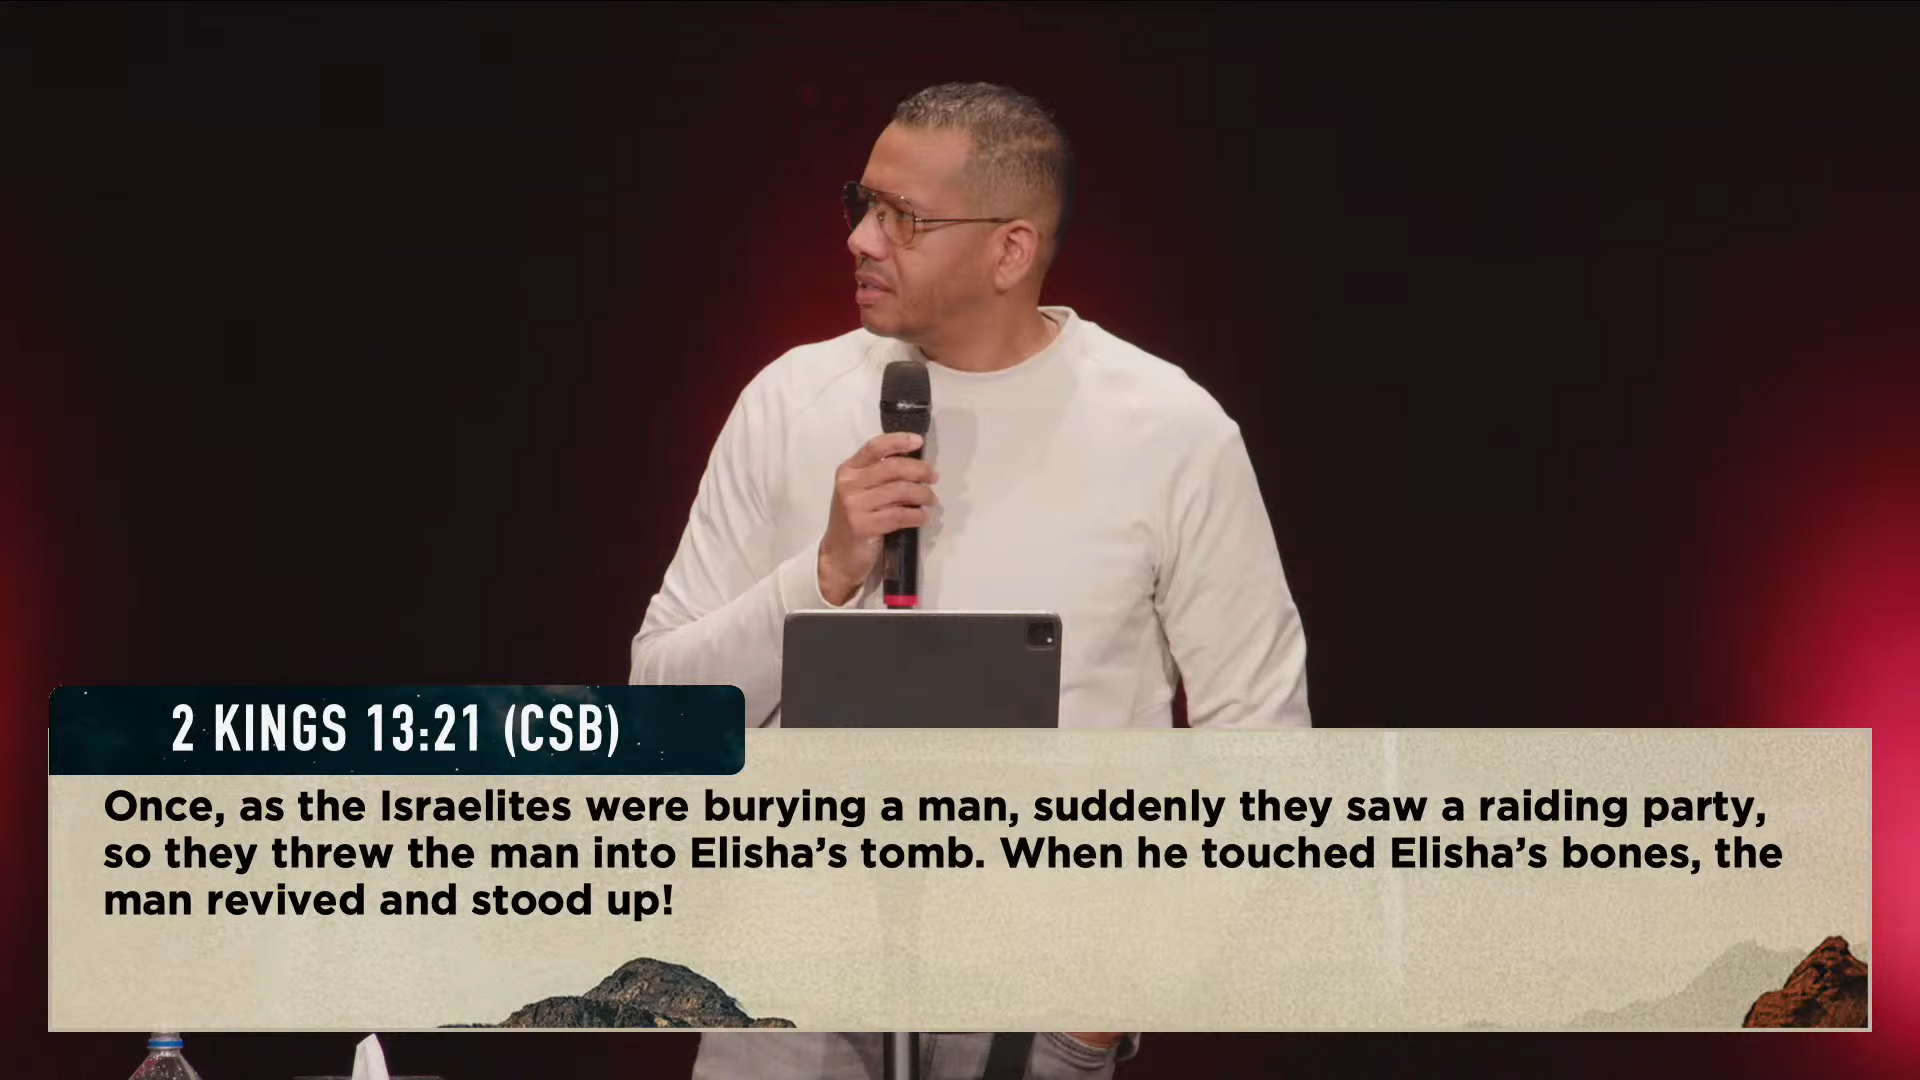 2 KINGS 13:21 (CSB)
Once, as the Israelites were burying a man, suddenly they saw a raiding party,
so they threw the man into Elisha’s tomb. When he touched Elisha’s bones, the
man revived and stood up!